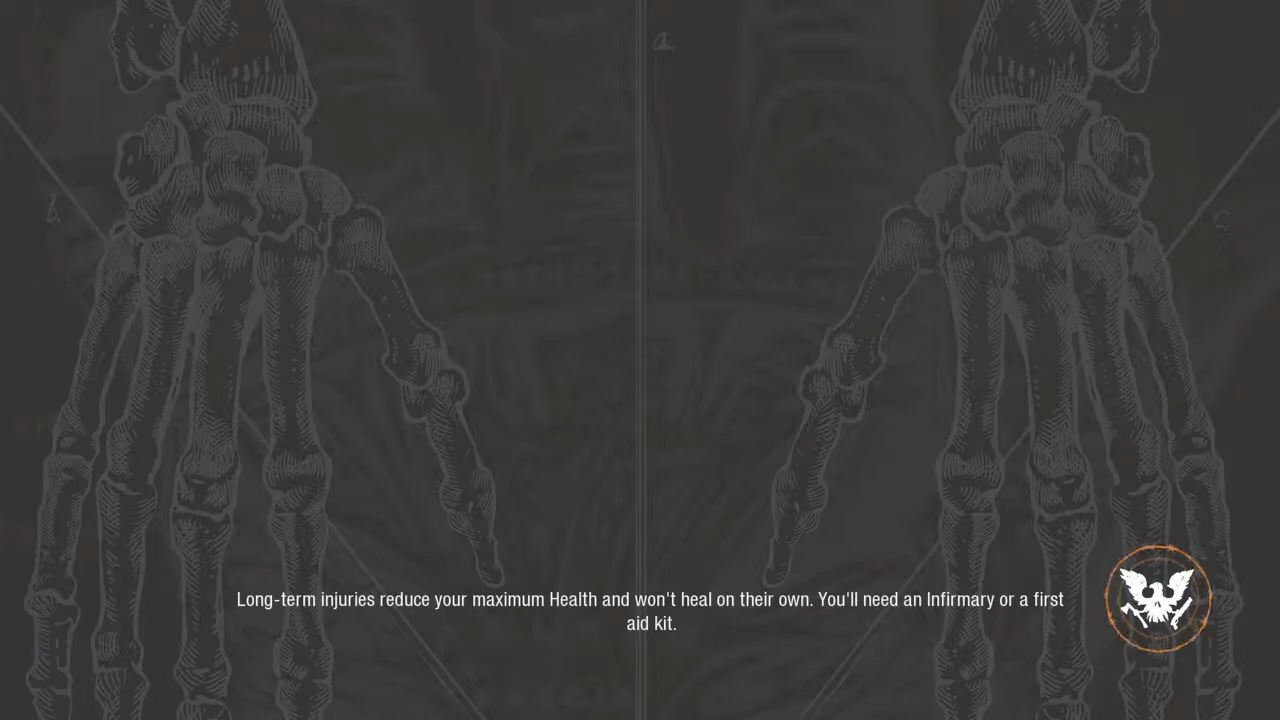 a.
b.
c.
Long-term injuries reduce your maximum Health and won't heal on their own. You'll need an Infirmary or a first
aid kit.